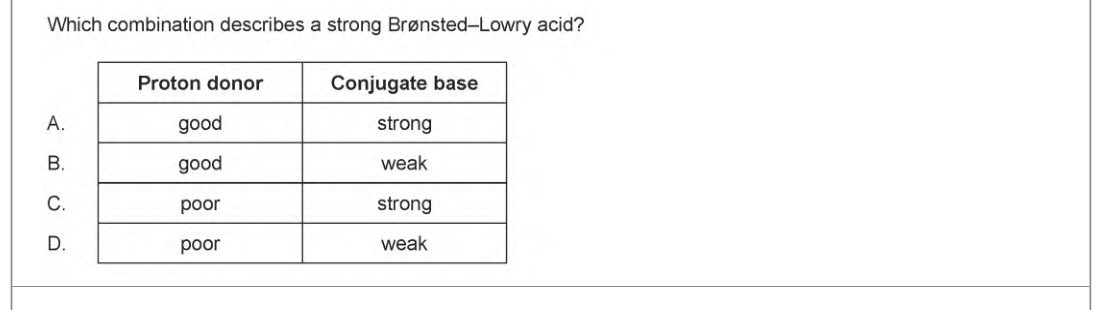 Which combination describes a strong Brønsted–Lowry acid?
Proton donor Conjugate base
A. good strong
B. good weak
C. poor strong
D. poor weak